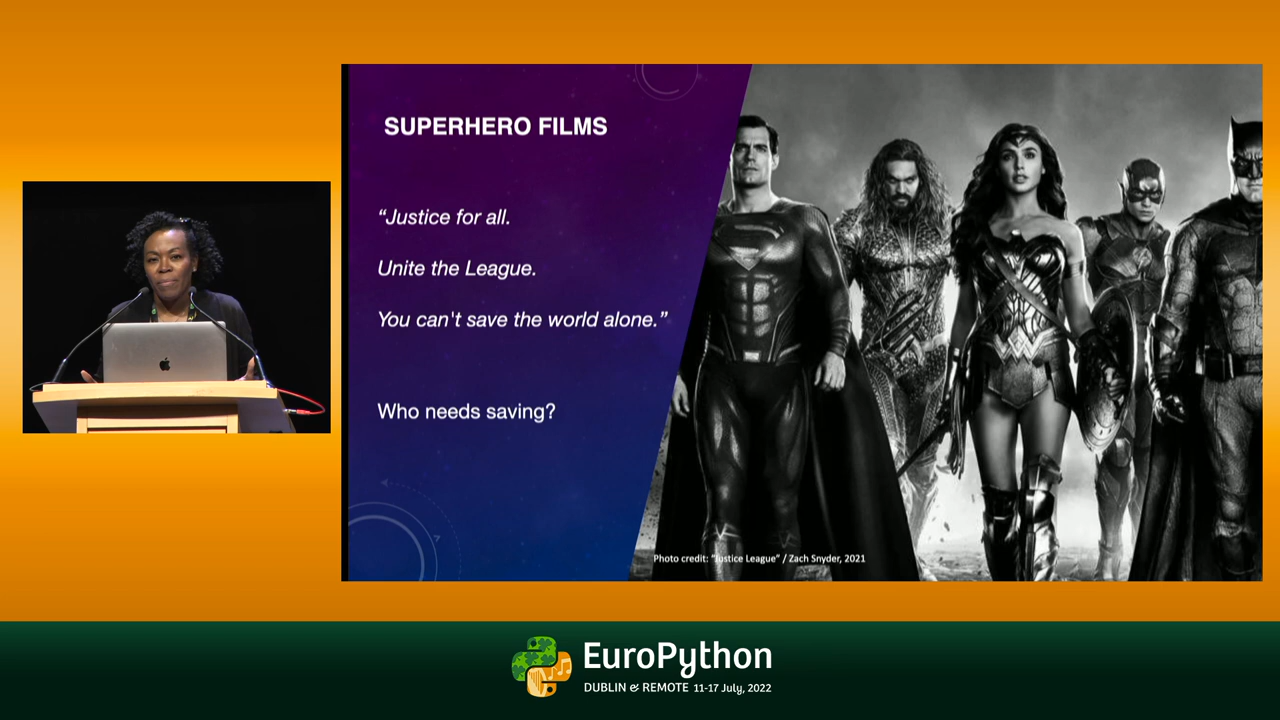 SUPERHERO FILMS
“Justice for all.
Unite the League.
You can't save the world alone.”
Who needs saving?
Photo credit: “Justice League” / Zach Snyder, 2021
EuroPython
DUBLIN & REMOTE 11-17 July, 2022